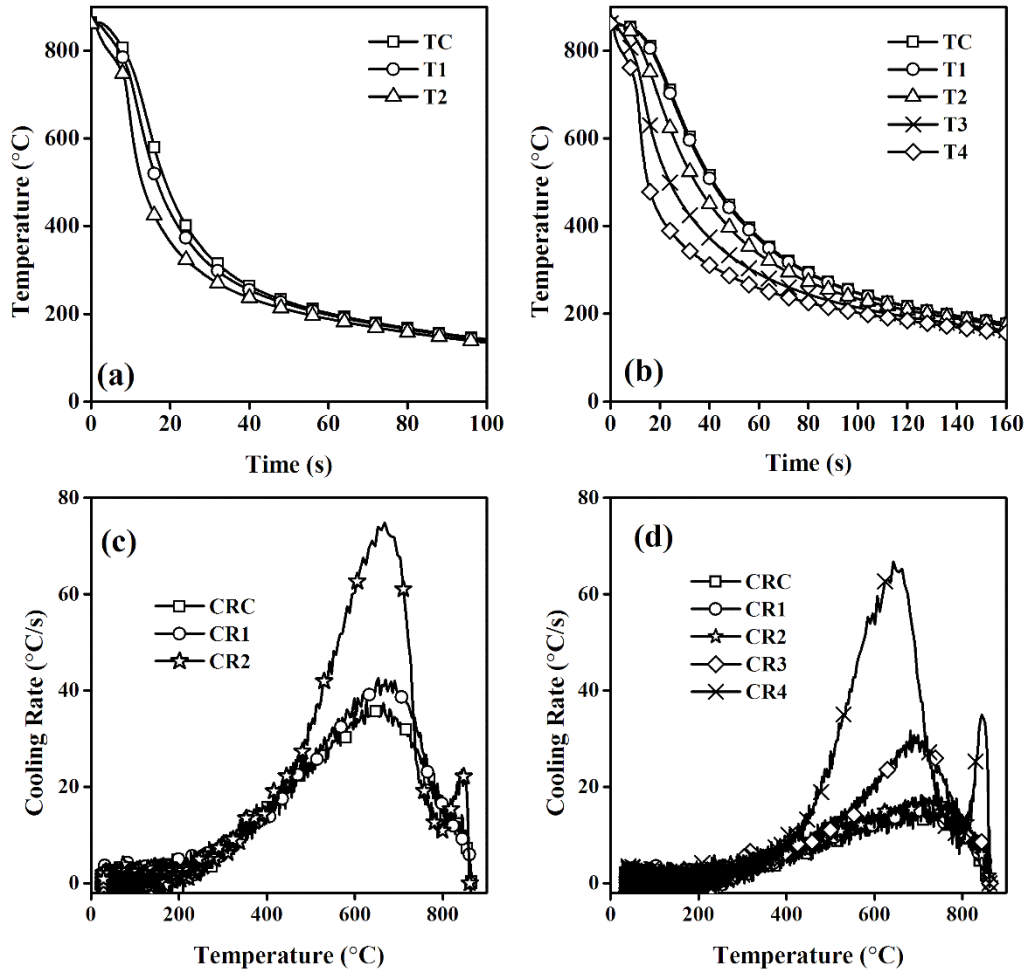 800
600
400
200
0
Temperature (°C)
TC
T1
T2
(a)
0 20 40 60 80 100
Time (s)
800
600
400
200
0
Temperature (°C)
TC
T1
T2
T3
T4
(b)
0 20 40 60 80 100 120 140 160
Time (s)
80
60
40
20
0
Cooling Rate (°C/s)
(c)
CRC
CR1
CR2
0 200 400 600 800
Temperature (°C)
80
60
40
20
0
Cooling Rate (°C/s)
(d)
CRC
CR1
CR2
CR3
CR4
0 200 400 600 800
Temperature (°C)